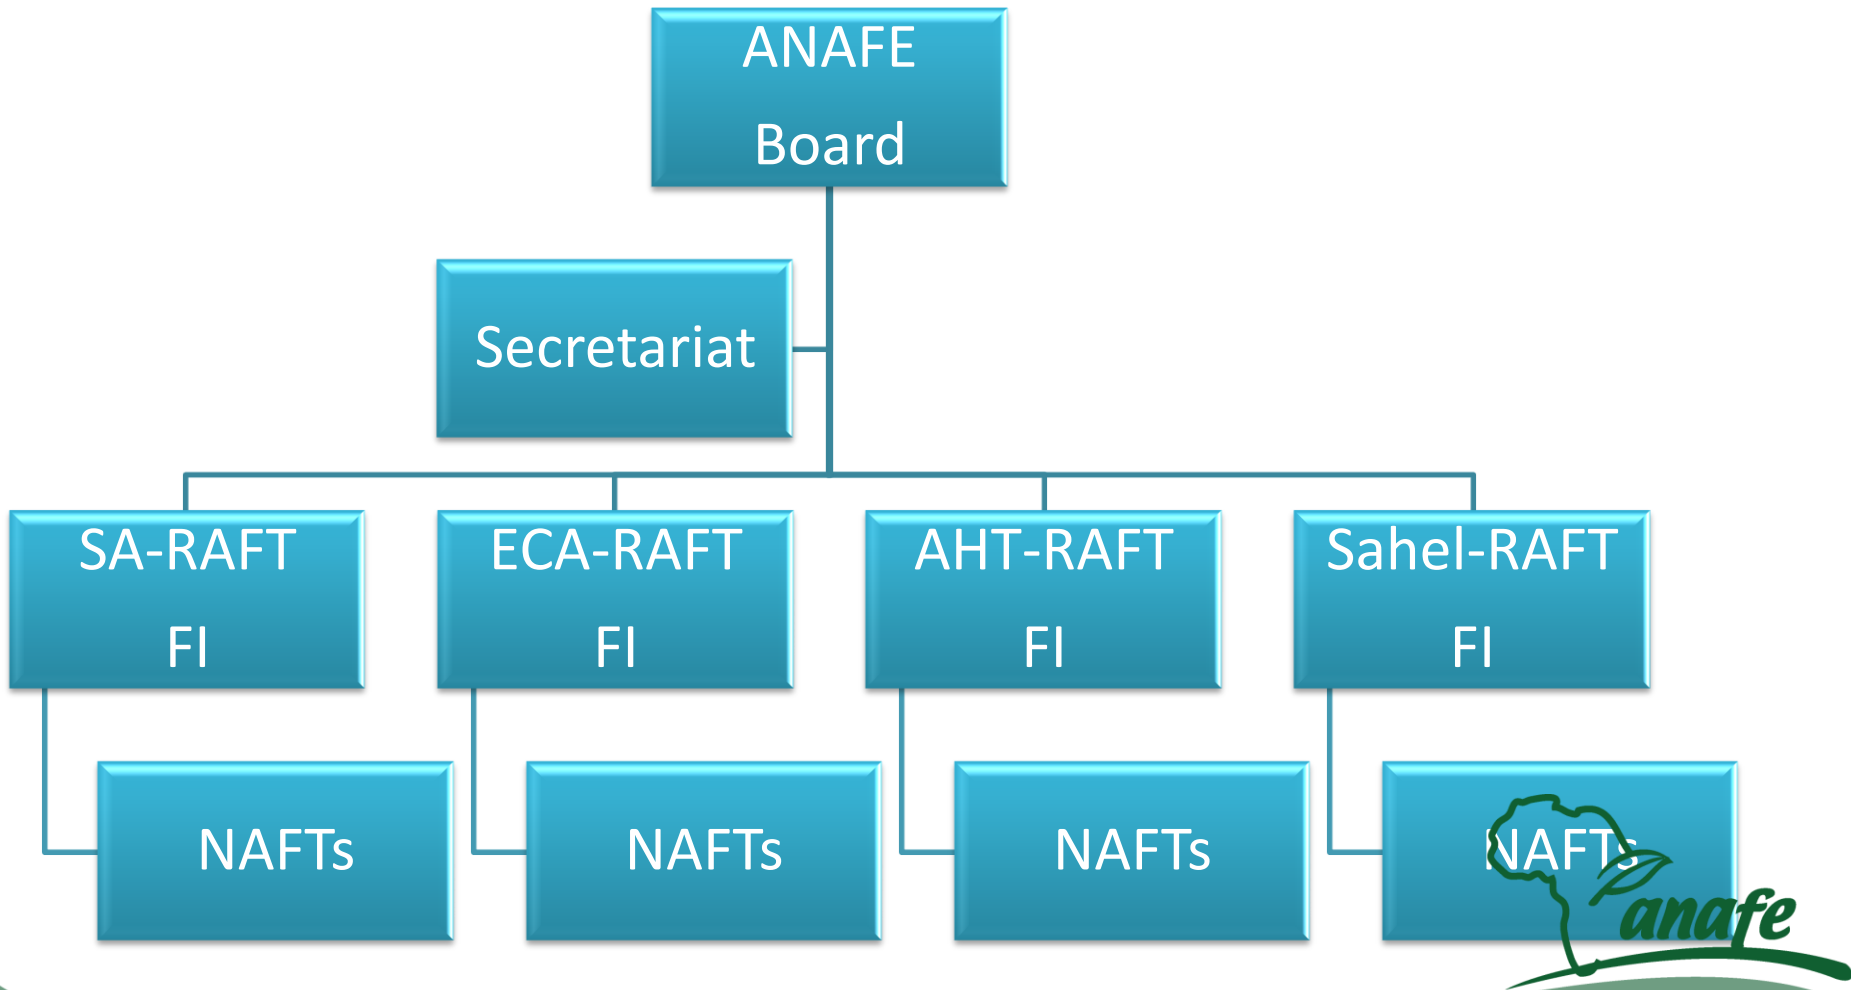 ANAFE
Board
Secretariat
SA-RAFT
FI
ECA-RAFT
FI
AHT-RAFT
FI
Sahel-RAFT
FI
NAFTs
NAFTs
NAFTs
NAFTs
anafe